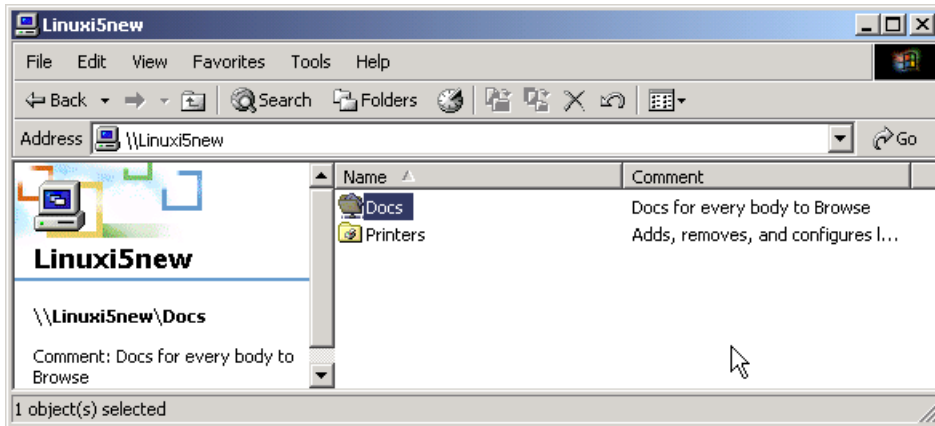 Linuxi5new
File Edit View Favorites Tools Help
Back Search Folders
Address \\Linuxi5new Go
Name Comment
Docs Docs for every body to Browse
Printers Adds, removes, and configures l...
Linuxi5new
\\Linuxi5new\Docs
Comment: Docs for every body to
Browse
1 object(s) selected